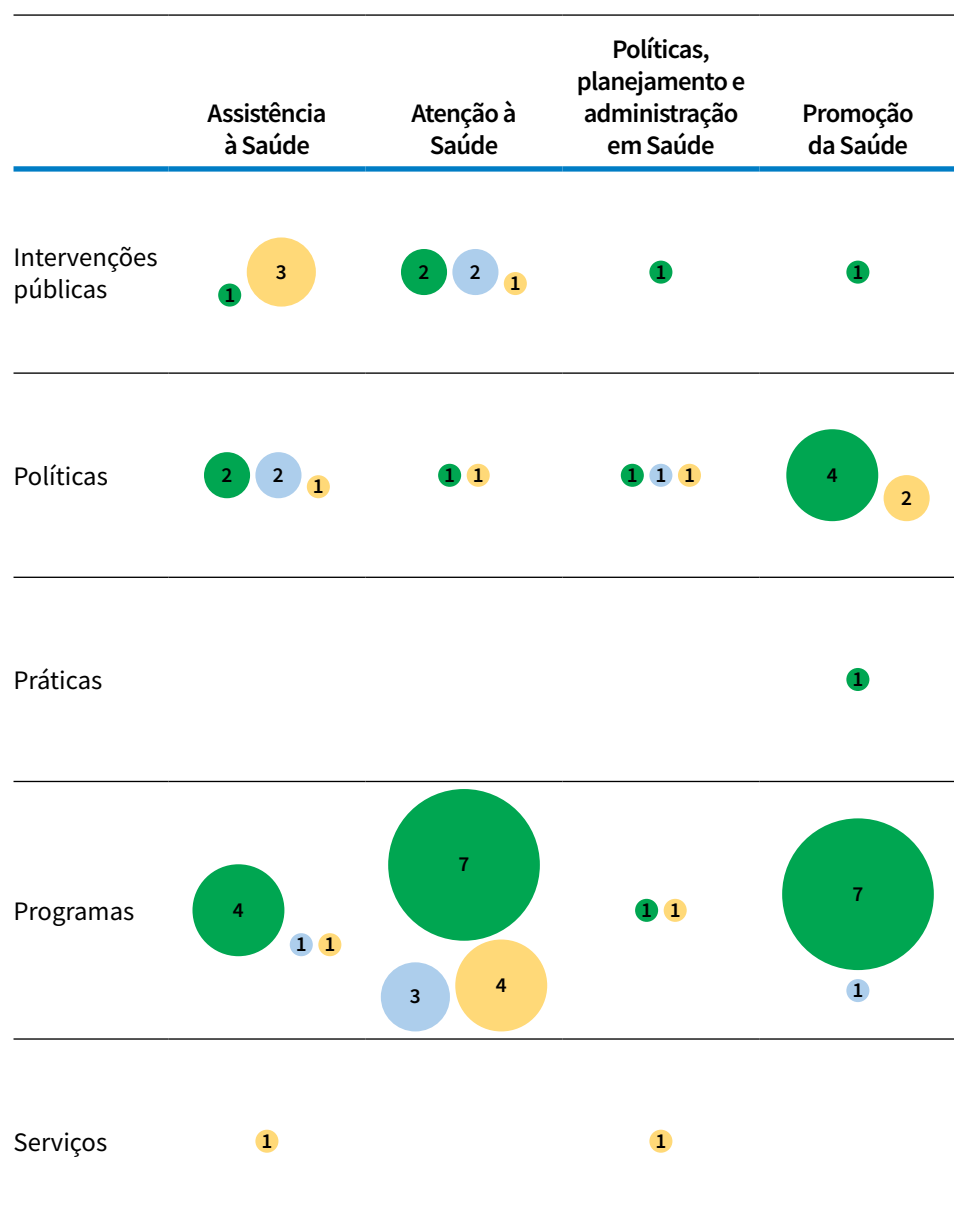 Assistência
à Saúde
Atenção à
Saúde
Políticas,
planejamento e
administração
em Saúde
Promoção
da Saúde
Intervenções
públicas
1 3
2 2 1
1
1
Políticas
2 2 1
1 1
1 1 1
4 2
Práticas
1
Programas
4 1 1
7
3 4
1 1
7
1
Serviços
1
1